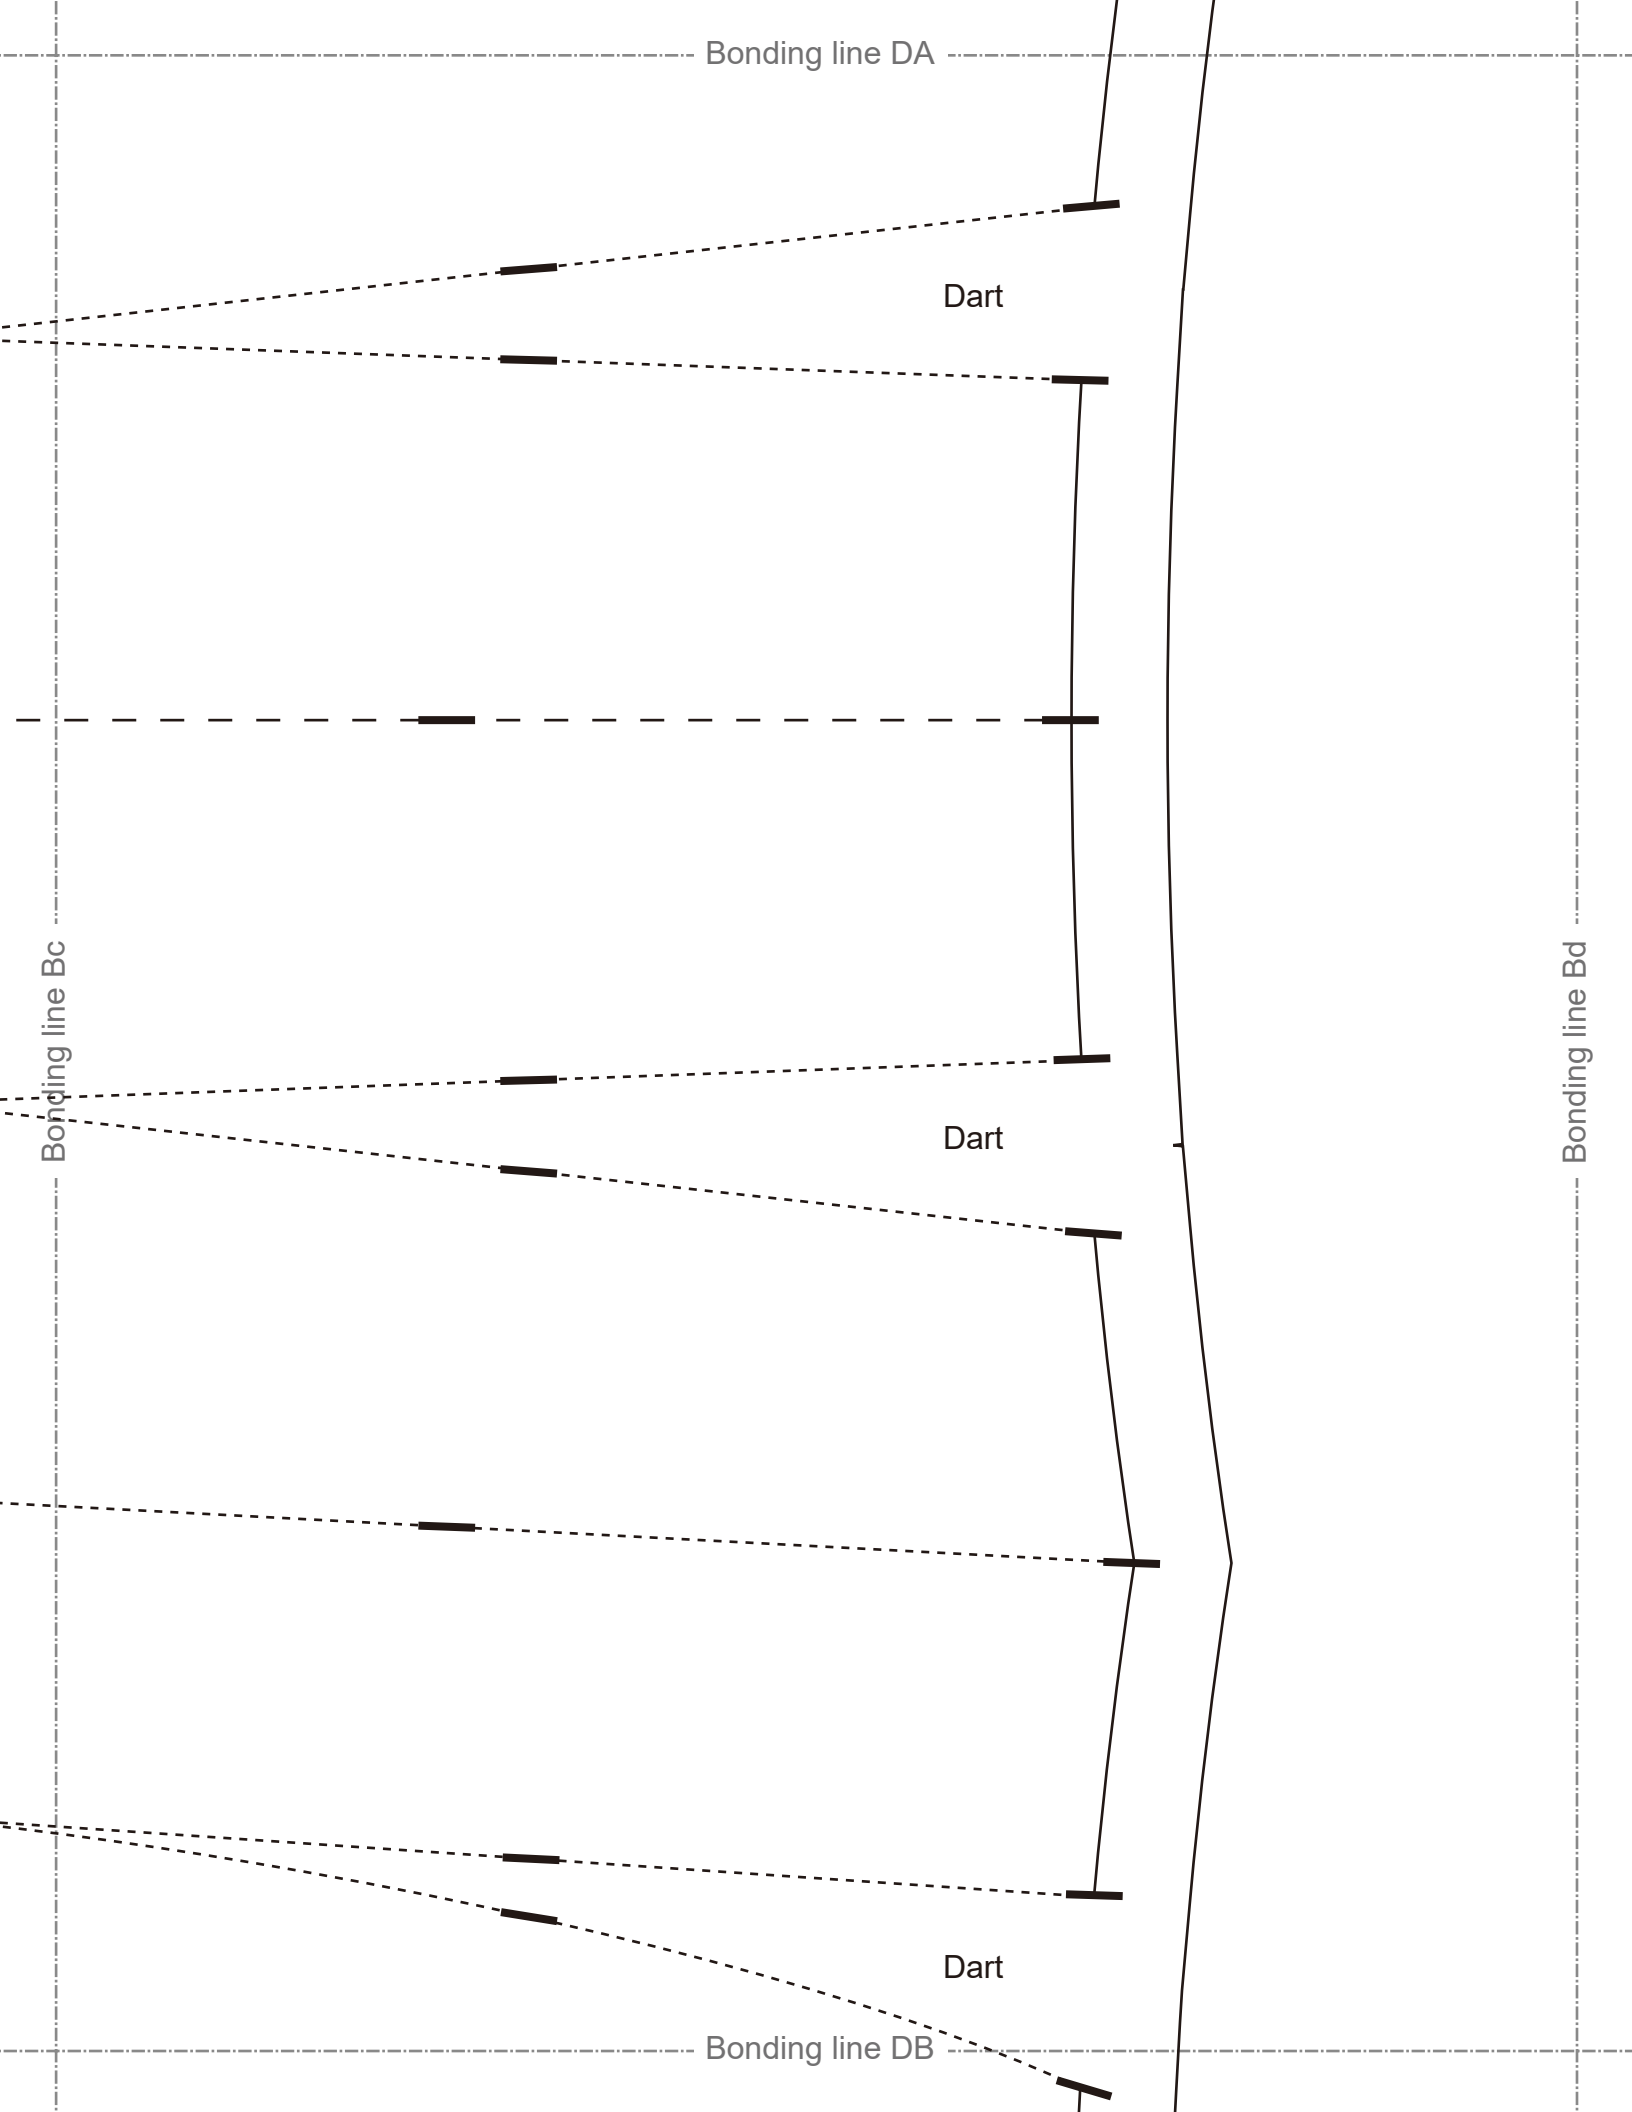 Bonding line DA
Dart
Bonding line Bc
Bonding line Bd
Dart
Dart
Bonding line DB